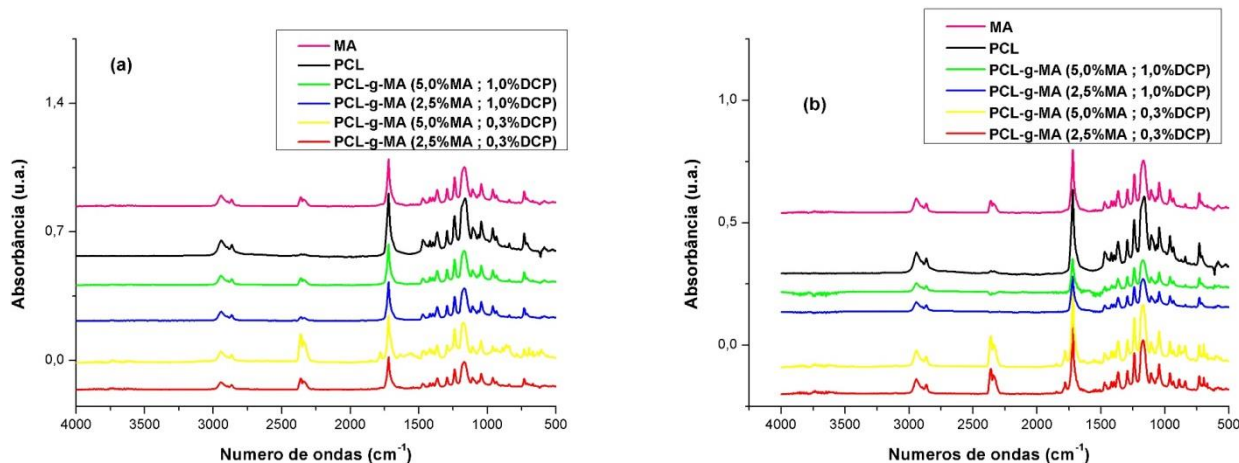 (a)
MA
PCL
PCL-g-MA (5,0%MA ; 1,0%DCP)
PCL-g-MA (2,5%MA ; 1,0%DCP)
PCL-g-MA (5,0%MA ; 0,3%DCP)
PCL-g-MA (2,5%MA ; 0,3%DCP)
Absorbância (u.a.)
1,4
0,7
0,0
4000 3500 3000 2500 2000 1500 1000 500
Numero de ondas (cm⁻¹)
(b)
MA
PCL
PCL-g-MA (5,0%MA ; 1,0%DCP)
PCL-g-MA (2,5%MA ; 1,0%DCP)
PCL-g-MA (5,0%MA ; 0,3%DCP)
PCL-g-MA (2,5%MA ; 0,3%DCP)
Absorbância (u.a.)
1,0
0,5
0,0
4000 3500 3000 2500 2000 1500 1000 500
Numeros de ondas (cm⁻¹)